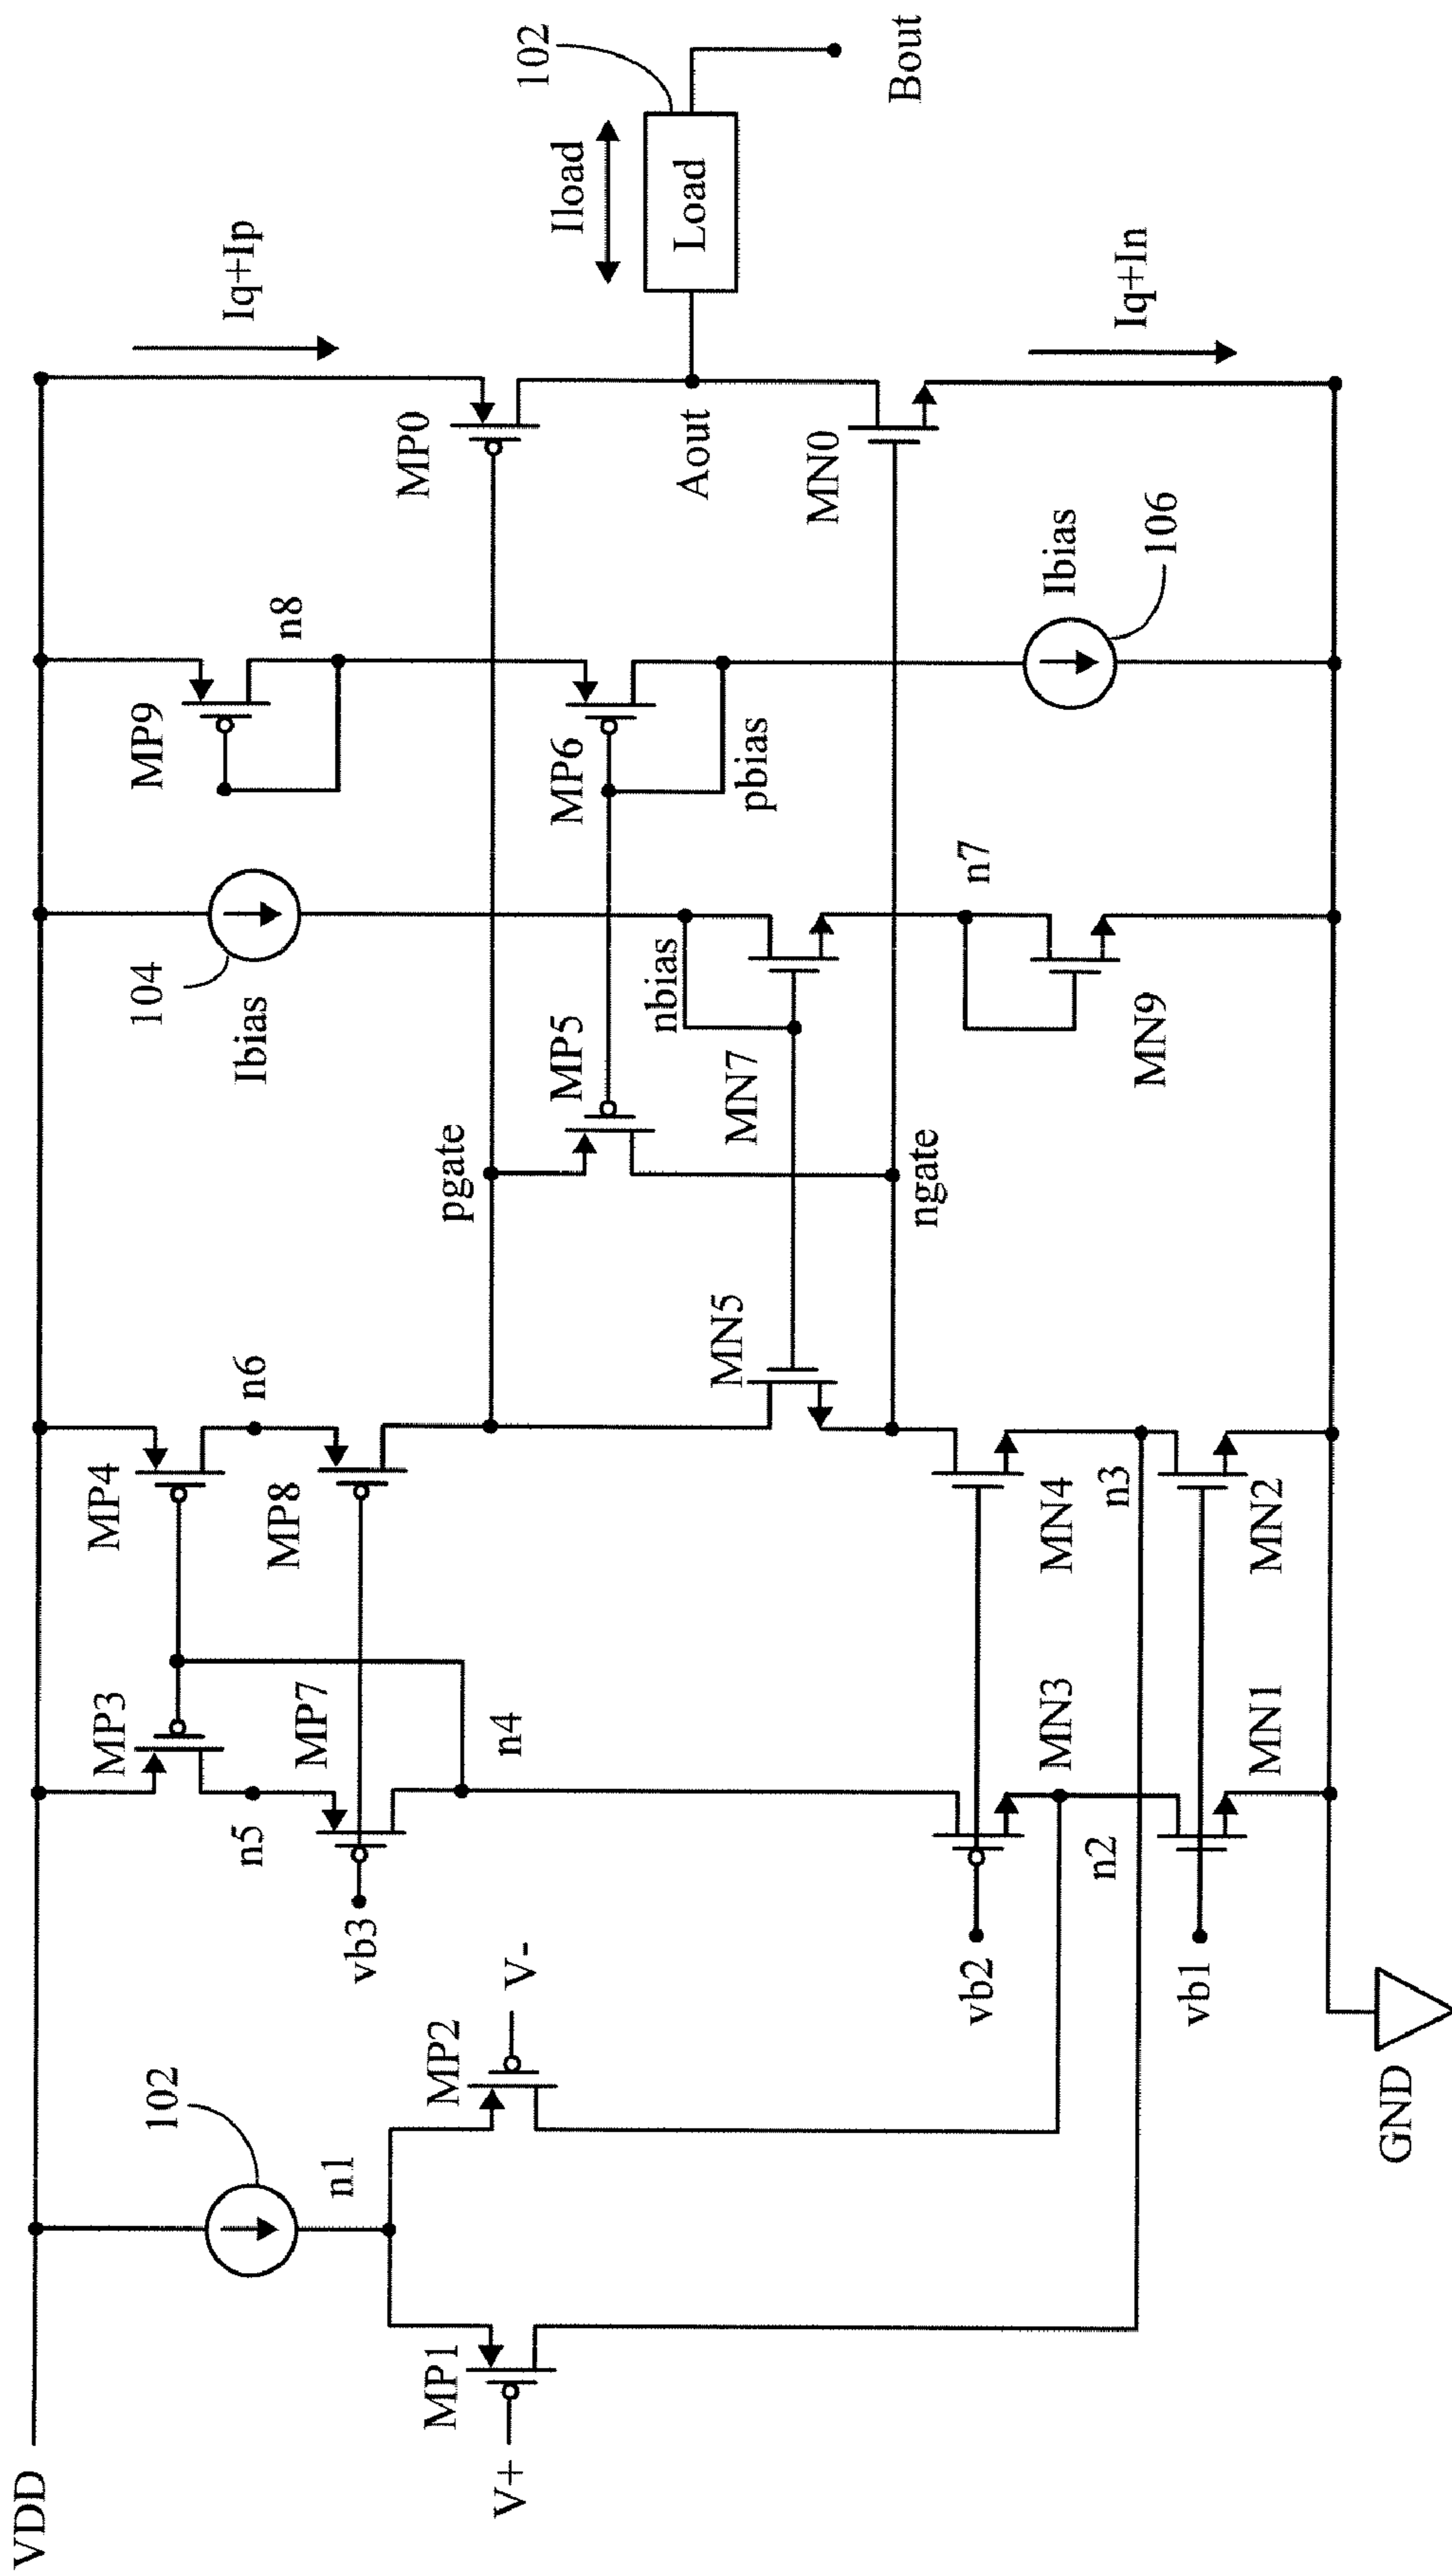 VDD
102
n1
V+
MP1
MP2
V-
MP3
MP4
n5
n6
MP7
MP8
vb3
n4
vb2
MN3
MN4
n2
n3
vb1
MN1
MN2
GND
MN5
pgate
ngate
MP5
104
Ibias
nbias
MN7
n7
MN9
MP9
n8
MP6
pbias
Ibias
106
MP0
Iq+Ip
Aout
MN0
Iq+In
Iload
Load
102
Bout